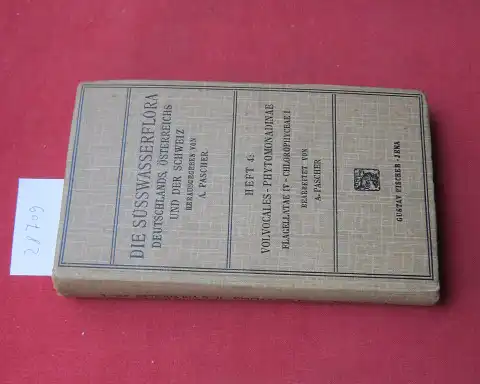 DIE SÜSSWASSERFLORA
DEUTSCHLANDS, ÖSTERREICHS
UND DER SCHWEIZ
HERAUSGEGEBEN VON
A. PASCHER
HEFT 4:
VOLVOCALES-PHYTOMONADINAE
FLAGELLATAE IV-CHLOROPHYCEAE I
BEARBEITET VON
A. PASCHER
GUSTAV FISCHER · JENA
28709